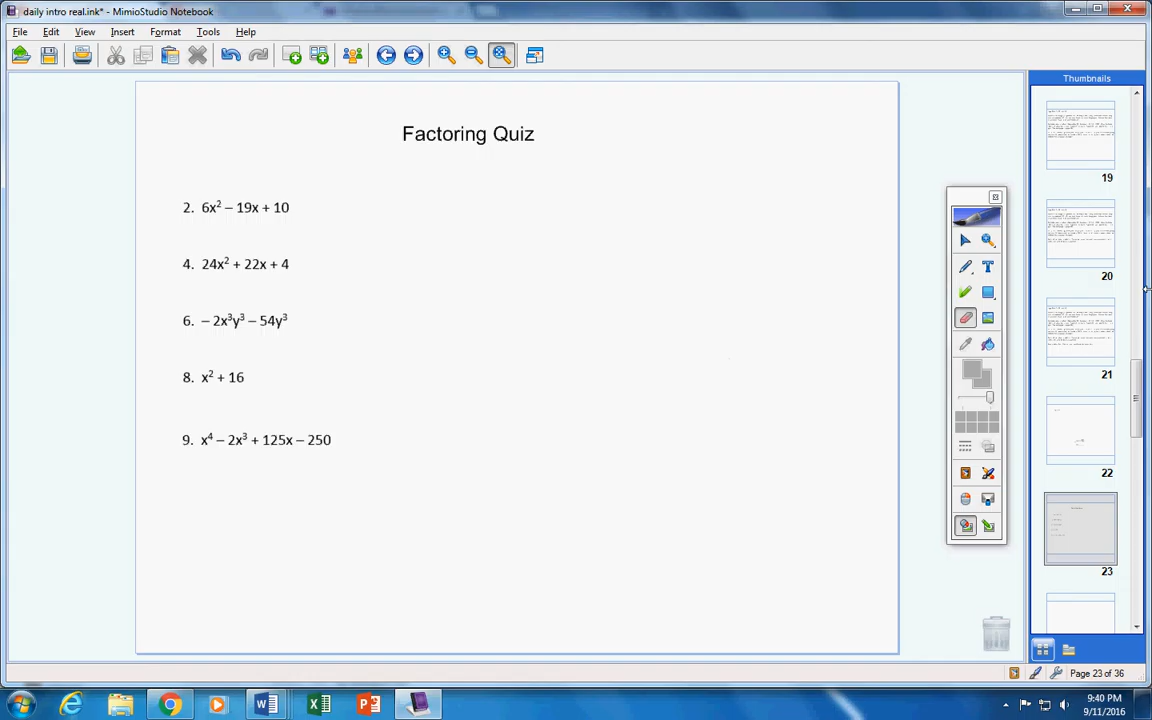 daily intro real.ink* - MimioStudio Notebook
File Edit View Insert Format Tools Help
Thumbnails
Factoring Quiz
2. 6x² – 19x + 10
4. 24x² + 22x + 4
6. – 2x³y³ – 54y³
8. x² + 16
9. x⁴ – 2x³ + 125x – 250
19
20
21
22
23
Page 23 of 36
9:40 PM
9/11/2016